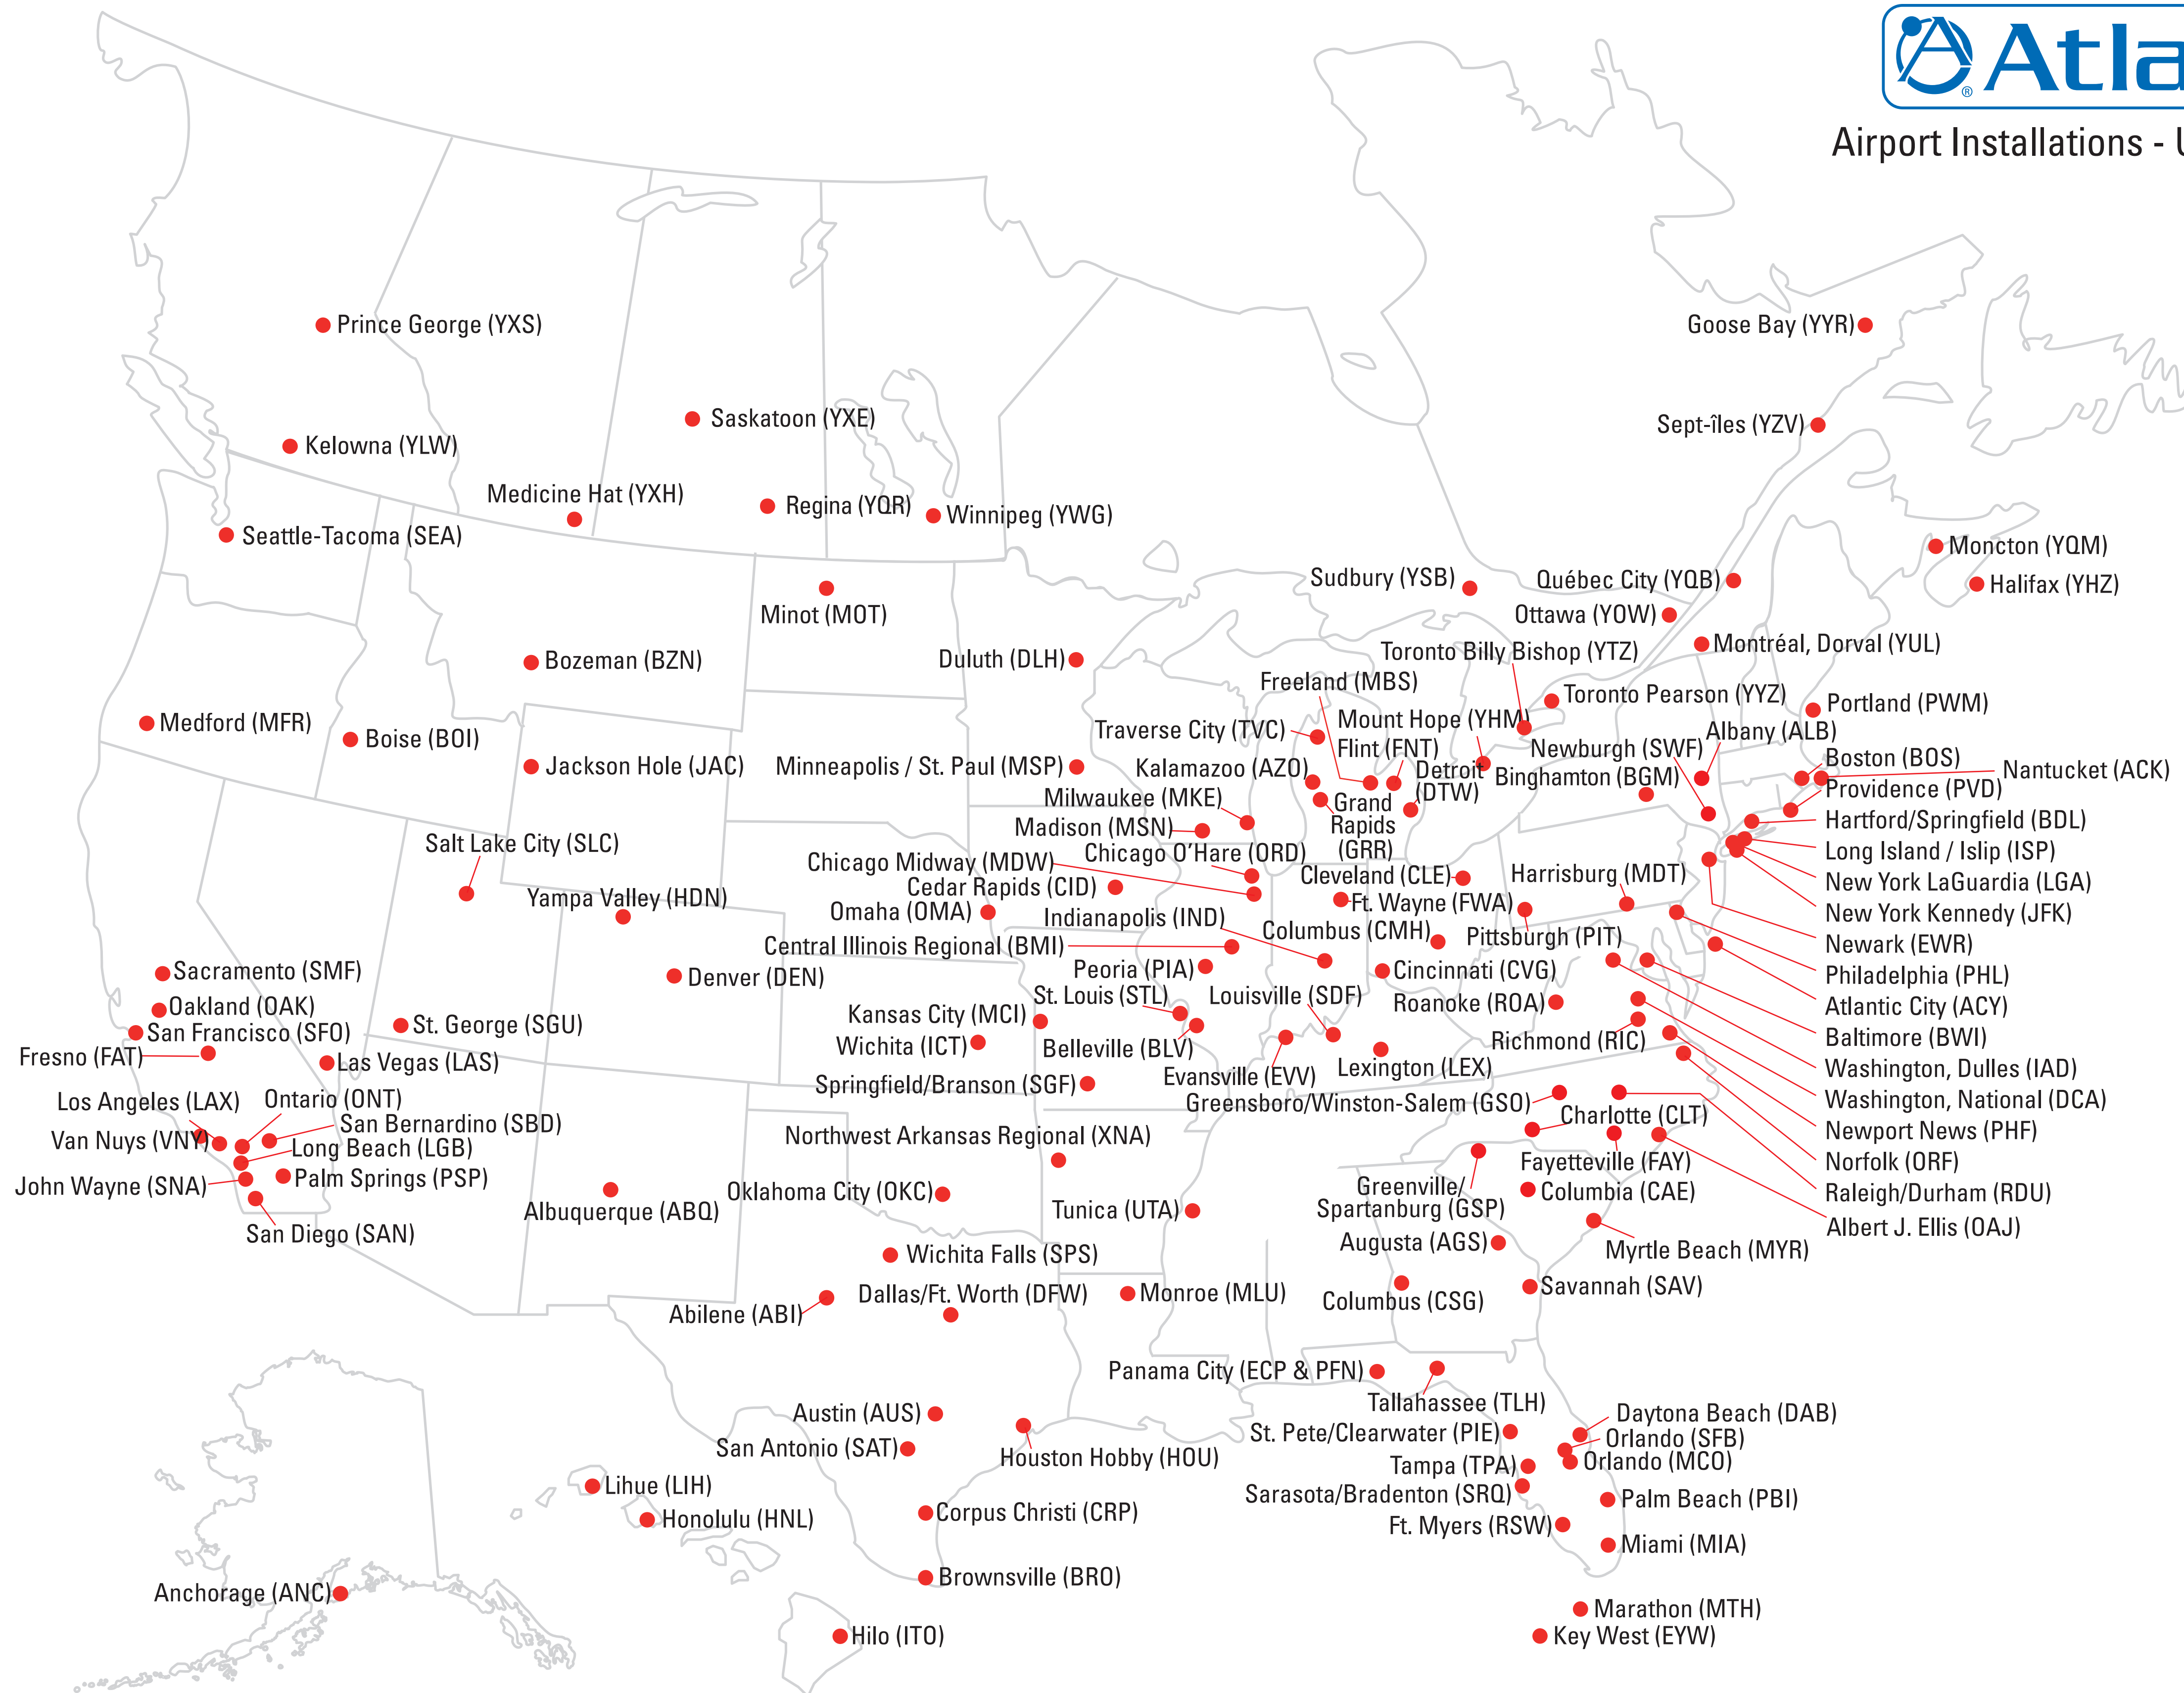 Atla
®
Airport Installations - U
Prince George (YXS)
Goose Bay (YYR)
Saskatoon (YXE)
Sept-îles (YZV)
Kelowna (YLW)
Medicine Hat (YXH)
Regina (YQR)
Winnipeg (YWG)
Seattle-Tacoma (SEA)
Moncton (YQM)
Sudbury (YSB)
Québec City (YQB)
Halifax (YHZ)
Minot (MOT)
Ottawa (YOW)
Montréal, Dorval (YUL)
Toronto Billy Bishop (YTZ)
Bozeman (BZN)
Duluth (DLH)
Freeland (MBS)
Toronto Pearson (YYZ)
Portland (PWM)
Medford (MFR)
Boise (BOI)
Traverse City (TVC)
Mount Hope (YHM)
Albany (ALB)
Flint (FNT)
Newburgh (SWF)
Jackson Hole (JAC)
Minneapolis / St. Paul (MSP)
Kalamazoo (AZO)
Detroit
(DTW)
Binghamton (BGM)
Boston (BOS)
Nantucket (ACK)
Providence (PVD)
Milwaukee (MKE)
Grand
Rapids
(GRR)
Madison (MSN)
Hartford/Springfield (BDL)
Salt Lake City (SLC)
Chicago Midway (MDW)
Chicago O’Hare (ORD)
Long Island / Islip (ISP)
Cedar Rapids (CID)
Cleveland (CLE)
Harrisburg (MDT)
New York LaGuardia (LGA)
Yampa Valley (HDN)
Omaha (OMA)
Indianapolis (IND)
Ft. Wayne (FWA)
New York Kennedy (JFK)
Central Illinois Regional (BMI)
Columbus (CMH)
Pittsburgh (PIT)
Newark (EWR)
Sacramento (SMF)
Denver (DEN)
Peoria (PIA)
Cincinnati (CVG)
Philadelphia (PHL)
Oakland (OAK)
St. Louis (STL)
Louisville (SDF)
Roanoke (ROA)
Atlantic City (ACY)
San Francisco (SFO)
St. George (SGU)
Kansas City (MCI)
Baltimore (BWI)
Fresno (FAT)
Las Vegas (LAS)
Wichita (ICT)
Belleville (BLV)
Richmond (RIC)
Washington, Dulles (IAD)
Springfield/Branson (SGF)
Evansville (EVV)
Lexington (LEX)
Los Angeles (LAX)
Ontario (ONT)
Greensboro/Winston-Salem (GSO)
Washington, National (DCA)
San Bernardino (SBD)
Charlotte (CLT)
Newport News (PHF)
Van Nuys (VNY)
Long Beach (LGB)
Northwest Arkansas Regional (XNA)
Fayetteville (FAY)
Norfolk (ORF)
John Wayne (SNA)
Palm Springs (PSP)
Oklahoma City (OKC)
Greenville/
Spartanburg (GSP)
Columbia (CAE)
Raleigh/Durham (RDU)
San Diego (SAN)
Albuquerque (ABQ)
Tunica (UTA)
Albert J. Ellis (OAJ)
Wichita Falls (SPS)
Augusta (AGS)
Myrtle Beach (MYR)
Abilene (ABI)
Dallas/Ft. Worth (DFW)
Monroe (MLU)
Columbus (CSG)
Savannah (SAV)
Panama City (ECP & PFN)
Tallahassee (TLH)
Austin (AUS)
Daytona Beach (DAB)
San Antonio (SAT)
Houston Hobby (HOU)
St. Pete/Clearwater (PIE)
Orlando (SFB)
Orlando (MCO)
Tampa (TPA)
Lihue (LIH)
Sarasota/Bradenton (SRQ)
Palm Beach (PBI)
Honolulu (HNL)
Corpus Christi (CRP)
Ft. Myers (RSW)
Miami (MIA)
Anchorage (ANC)
Brownsville (BRO)
Marathon (MTH)
Hilo (ITO)
Key West (EYW)